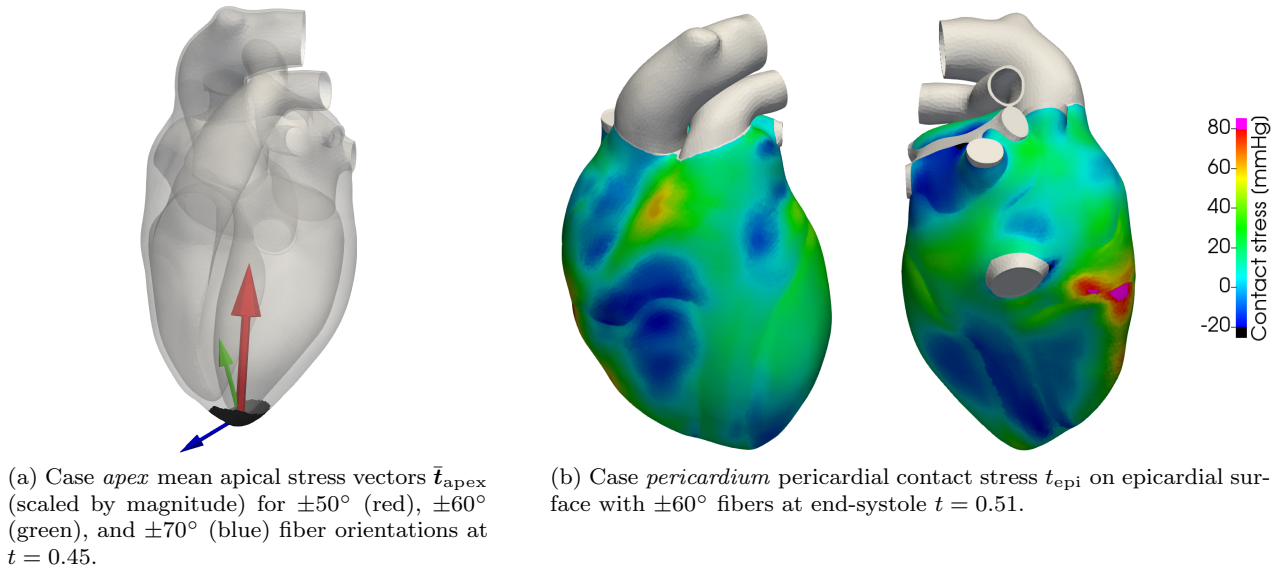 80
60
40
20
0
-20
Contact stress (mmHg)
(a) Case apex mean apical stress vectors t̄apex
(scaled by magnitude) for ±50° (red), ±60°
(green), and ±70° (blue) fiber orientations at
t = 0.45.
(b) Case pericardium pericardial contact stress tepi on epicardial sur-
face with ±60° fibers at end-systole t = 0.51.